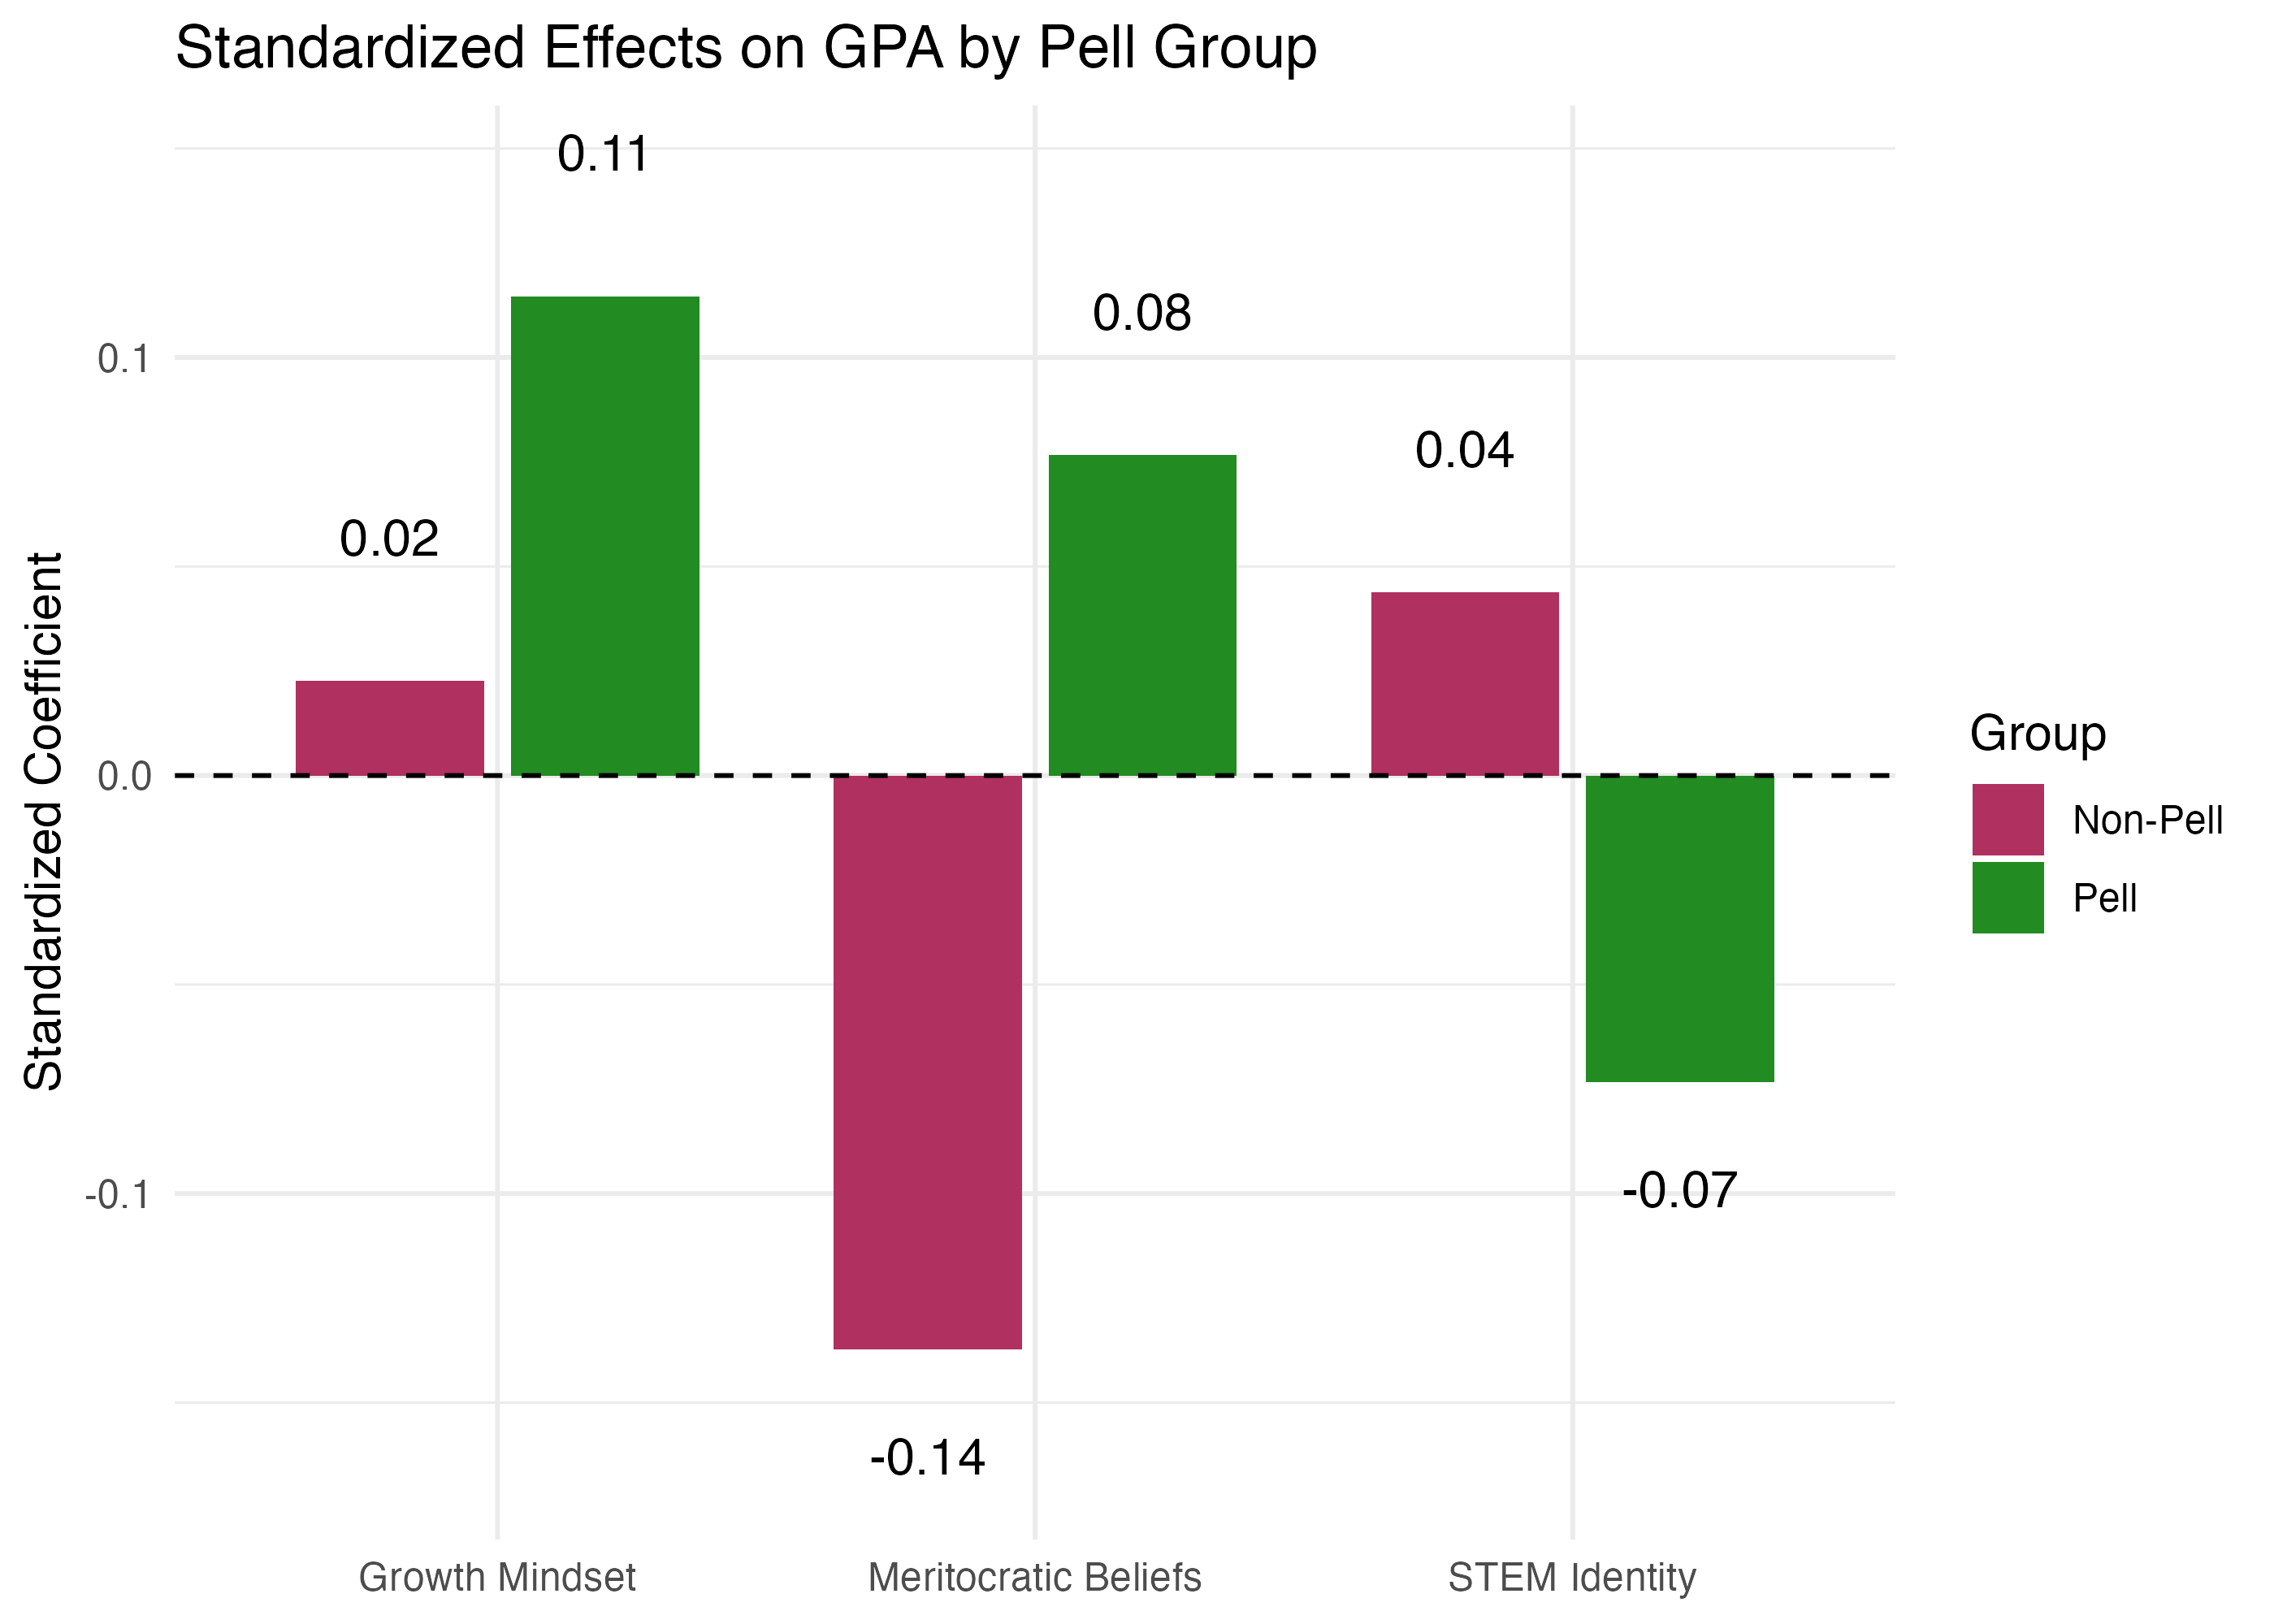 Standardized Effects on GPA by Pell Group
Standardized Coefficient
0.1
0.0
-0.1
0.02
0.11
-0.14
0.08
0.04
-0.07
Growth Mindset
Meritocratic Beliefs
STEM Identity
Group
Non-Pell
Pell